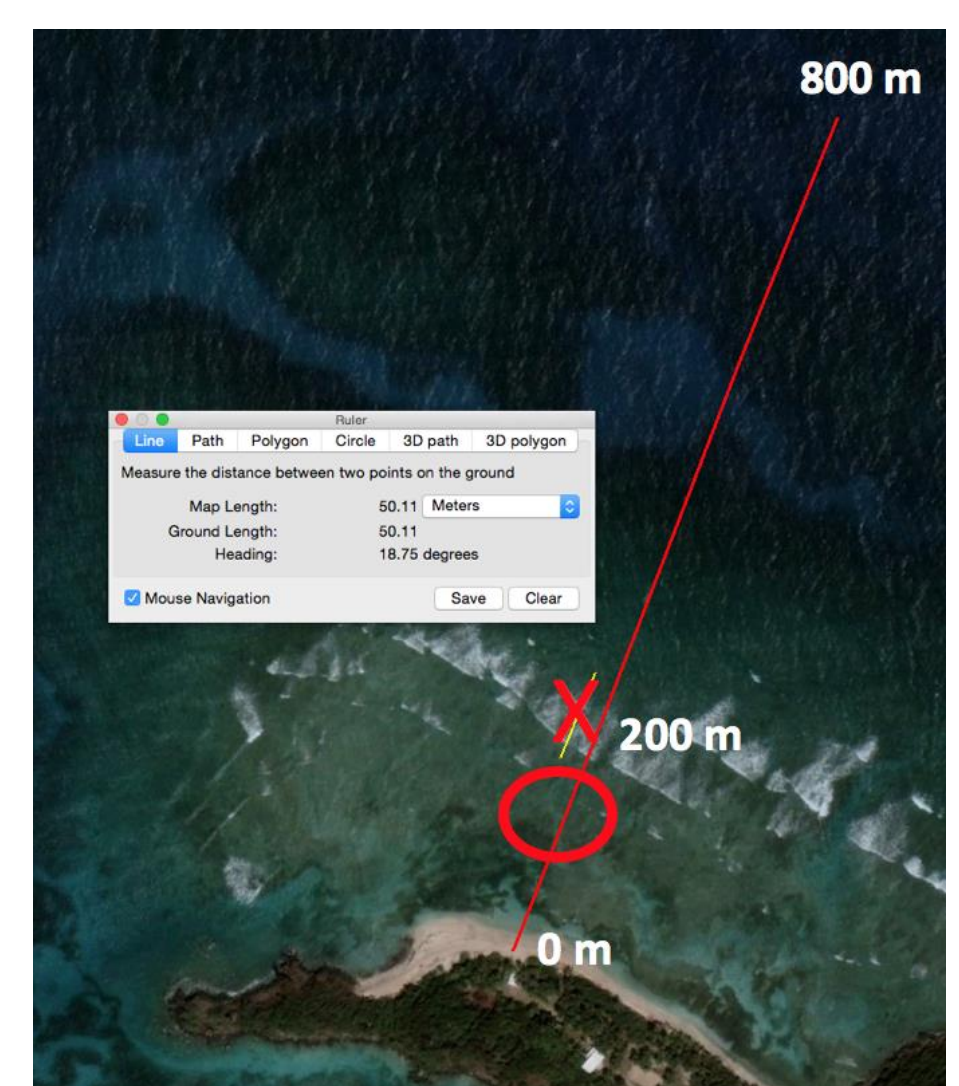 800 m
Ruler
Line Path Polygon Circle 3D path 3D polygon
Measure the distance between two points on the ground
Map Length: 50.11 Meters
Ground Length: 50.11
Heading: 18.75 degrees
Mouse Navigation Save Clear
X
200 m
0 m